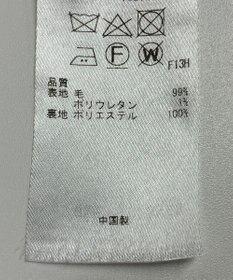 F
W
F13H
品質
表地 毛 99%
ポリウレタン 1%
裏地 ポリエステル 100%
中国製